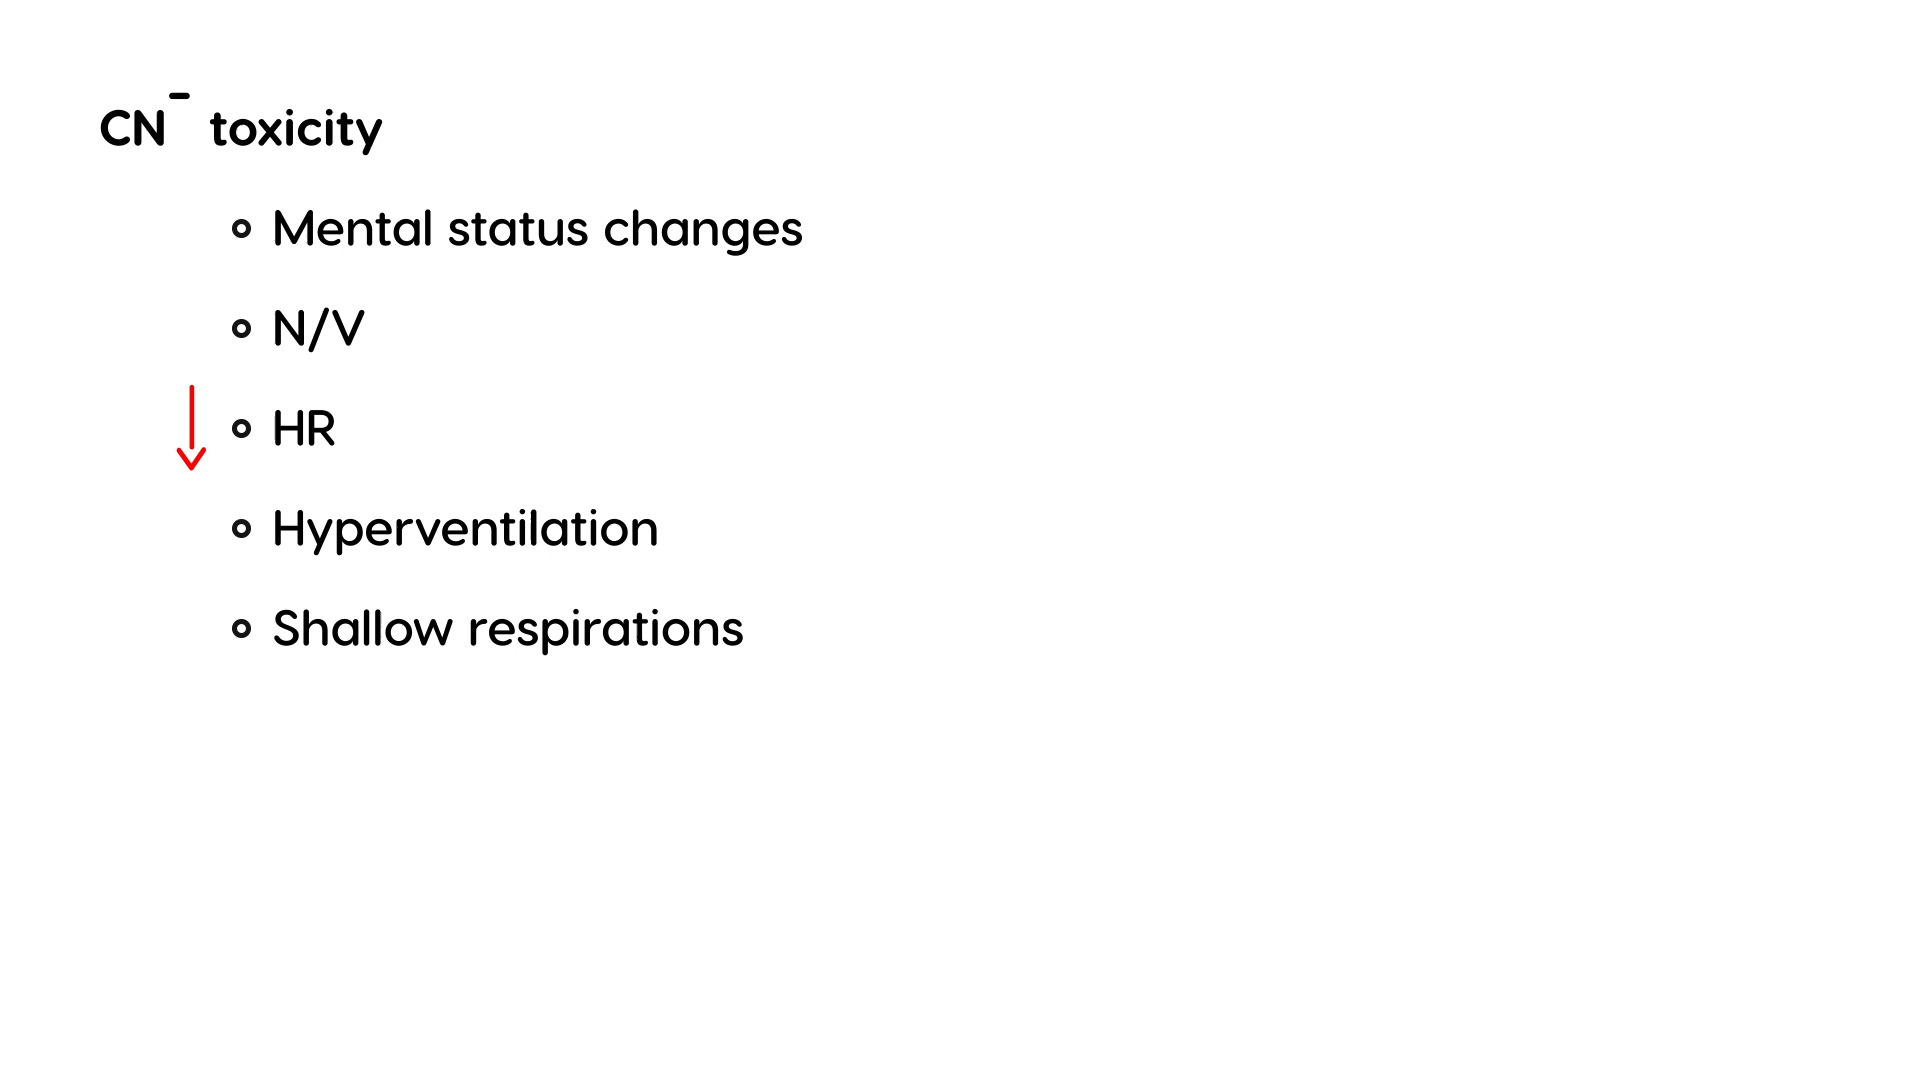 CN⁻ toxicity
Mental status changes
N/V
↓ HR
Hyperventilation
Shallow respirations